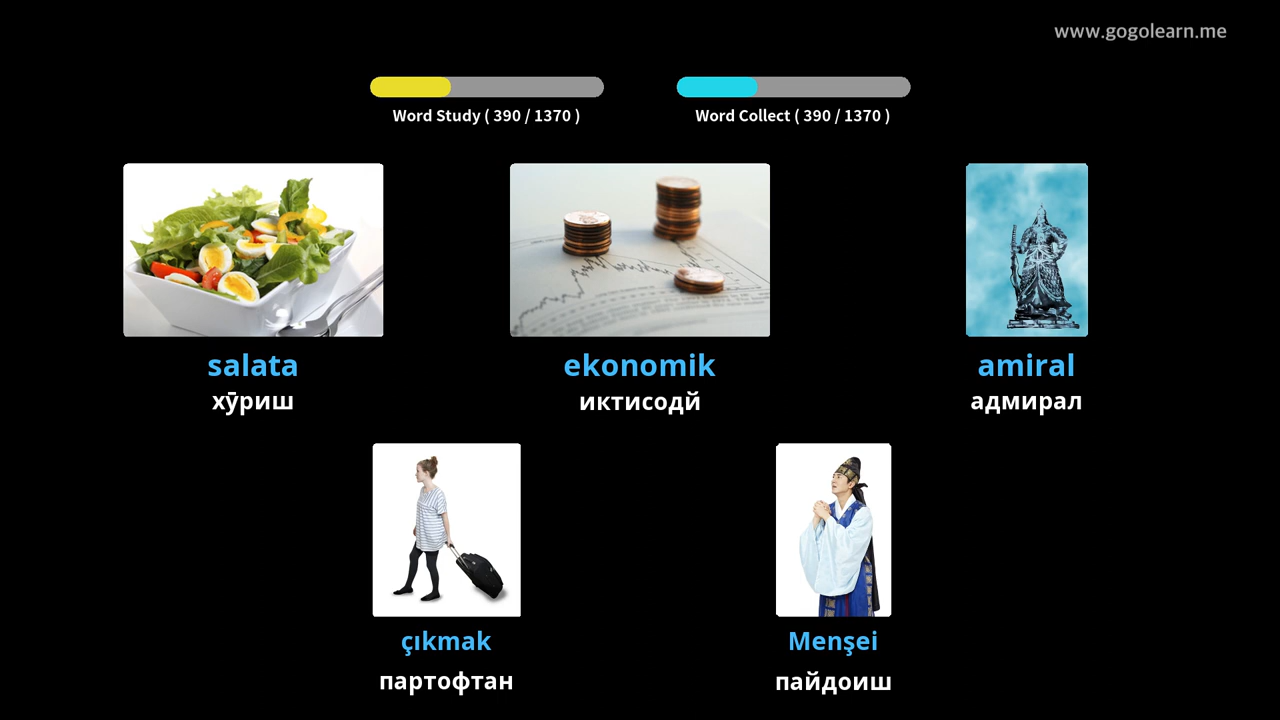 www.gogolearn.me
Word Study ( 390 / 1370 )
Word Collect ( 390 / 1370 )
salata
хӯриш
ekonomik
иктисодӣ
amiral
адмирал
çıkmak
партофтан
Menşei
пайдоиш